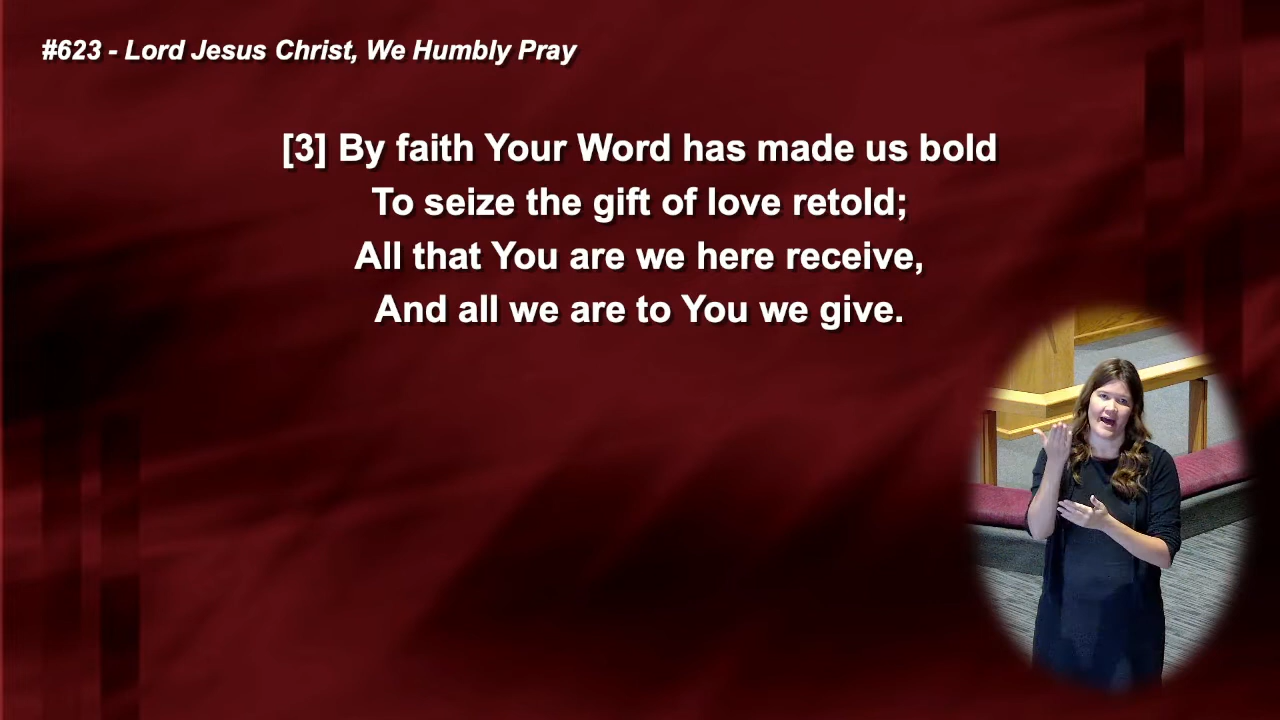 #623 - Lord Jesus Christ, We Humbly Pray
[3] By faith Your Word has made us bold
To seize the gift of love retold;
All that You are we here receive,
And all we are to You we give.